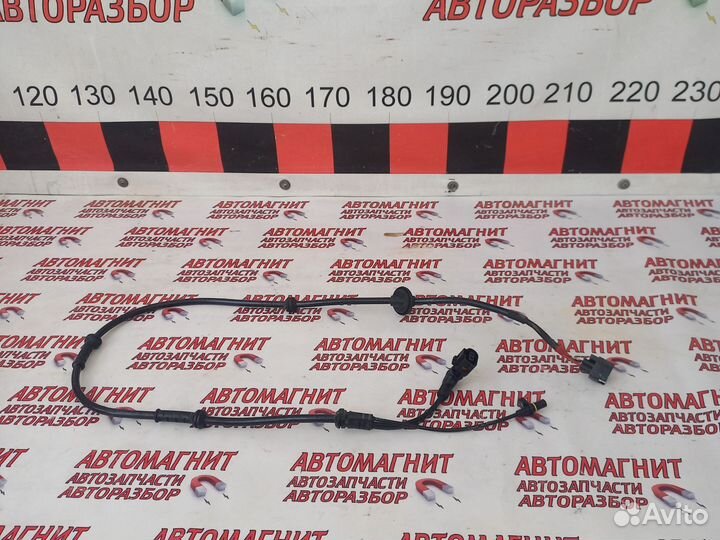 АВТОРАЗБОР АВТОРАЗБОР АВТОРАЗБОР
120 130 140 150 160 170 180 190 200 210 220 230
АВТОМАГНИТ АВТОМАГНИТ АВТОМАГНИТ
АВТОЗАПЧАСТИ АВТОЗАПЧАСТИ АВТОЗАПЧАСТИ
АВТОРАЗБОР АВТОРАЗБОР АВТОРАЗБОР
АВТОМАГНИТ АВТОМАГНИТ АВТОМАГНИТ
АВТОЗАПЧАСТИ АВТОЗАПЧАСТИ АВТОЗАПЧАСТИ
АВТОРАЗБОР АВТОРАЗБОР АВТОРАЗБОР
АВТОМАГНИТ АВТОМАГНИТ АВТОМАГНИТ
АВТОЗАПЧАСТИ АВТОЗАПЧАСТИ
АВТОРАЗБОР АВТОРАЗБОР
АВТОМАГНИТ АВТОМАГНИТ
АВТОЗАПЧАСТИ АВТОЗАПЧАСТИ
АВТОРАЗБОР
АВТОМАГНИТ АВТОМАГНИТ АВТОМАГНИТ
АВТОЗАПЧАСТИ АВТОЗАПЧАСТИ АВТОЗАПЧАСТИ
АВТОРАЗБОР АВТОРАЗБОР АВТОРАЗБОР
АВТОМАГНИТ АВТОМАГНИТ
Avito